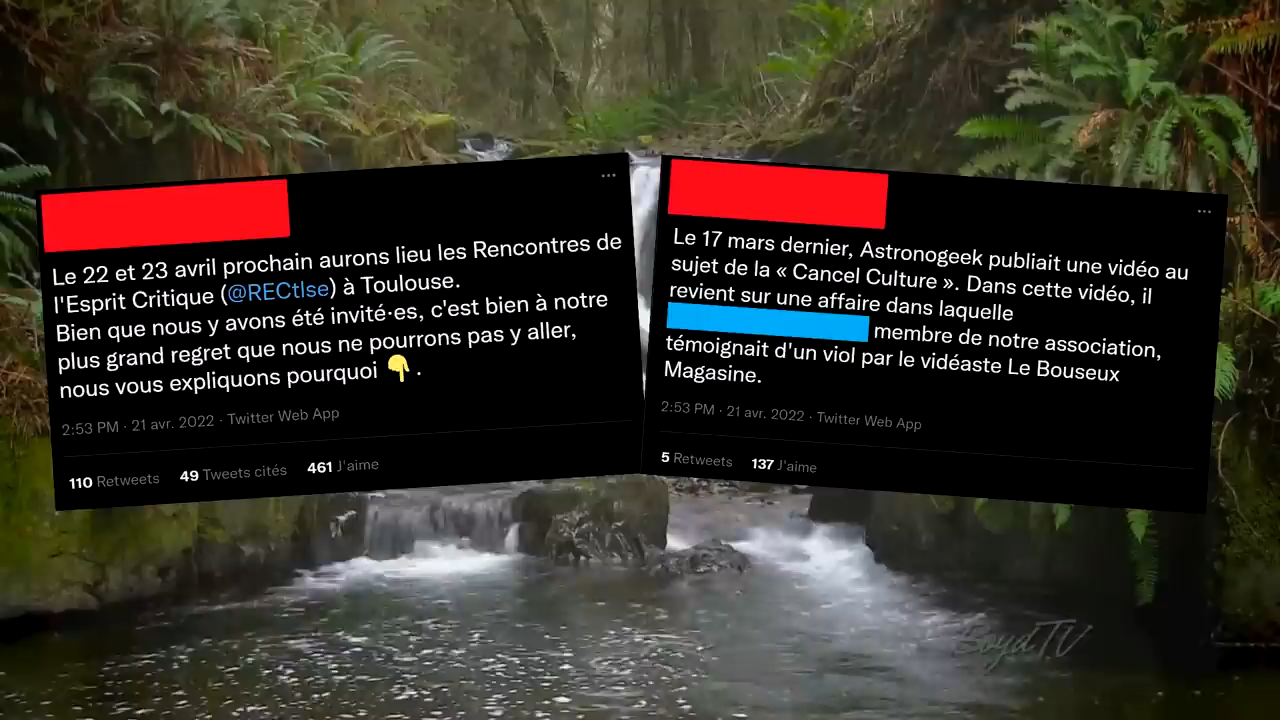 Le 22 et 23 avril prochain aurons lieu les Rencontres de
l'Esprit Critique (@RECtlse) à Toulouse.
Bien que nous y avons été invité·es, c'est bien à notre
plus grand regret que nous ne pourrons pas y aller,
nous vous expliquons pourquoi 👇.
2:53 PM · 21 avr. 2022 · Twitter Web App
110 Retweets 49 Tweets cités 461 J'aime
Le 17 mars dernier, Astronogeek publiait une vidéo au
sujet de la « Cancel Culture ». Dans cette vidéo, il
revient sur une affaire dans laquelle
membre de notre association,
témoignait d'un viol par le vidéaste Le Bouseux
Magasine.
2:53 PM · 21 avr. 2022 · Twitter Web App
5 Retweets 137 J'aime
BoydTV